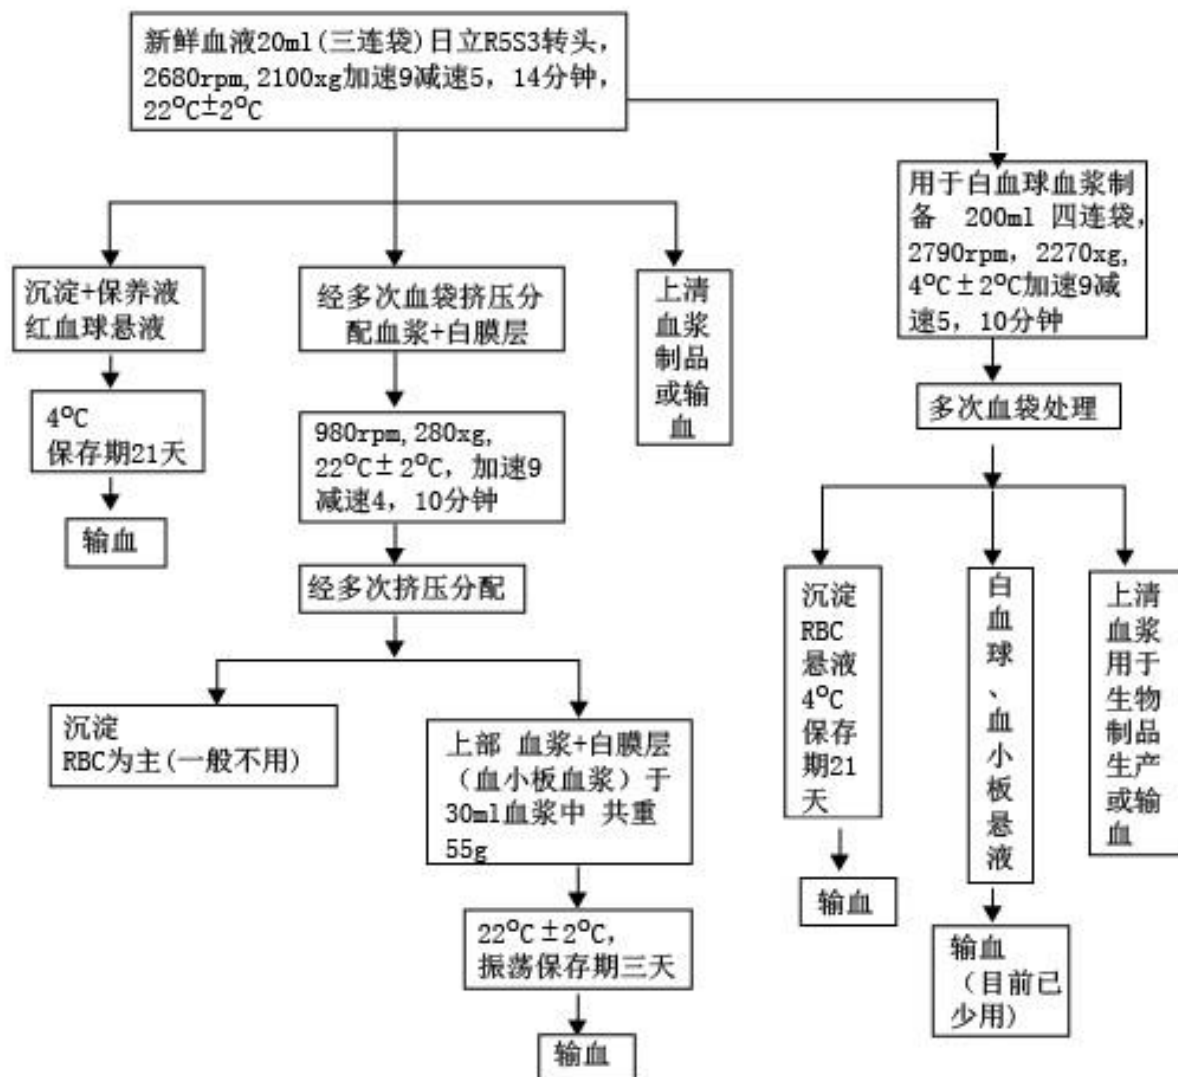 新鲜血液20ml(三连袋)日立R5S3转头，
2680rpm,2100xg加速9减速5，14分钟，
22°C±2°C
用于白血球血浆制
备 200ml 四连袋，
2790rpm，2270xg,
4°C±2°C加速9减
速5，10分钟
沉淀+保养液
红血球悬液
经多次血袋挤压分
配血浆+白膜层
上清
血浆
制品
或输
血
4°C
保存期21天
980rpm,280xg,
22°C±2°C，加速9
减速4，10分钟
多次血袋处理
输血
经多次挤压分配
沉淀
RBC为主(一般不用)
上部 血浆+白膜层
（血小板血浆）于
30ml血浆中 共重
55g
22°C±2°C，
振荡保存期三天
输血
沉淀
RBC
悬液
4°C
保存
期21
天
输血
白
血
球
、
血
小
板
悬
液
输血
（目前已
少用)
上清
血浆
用于
生物
制品
生产
或输
血